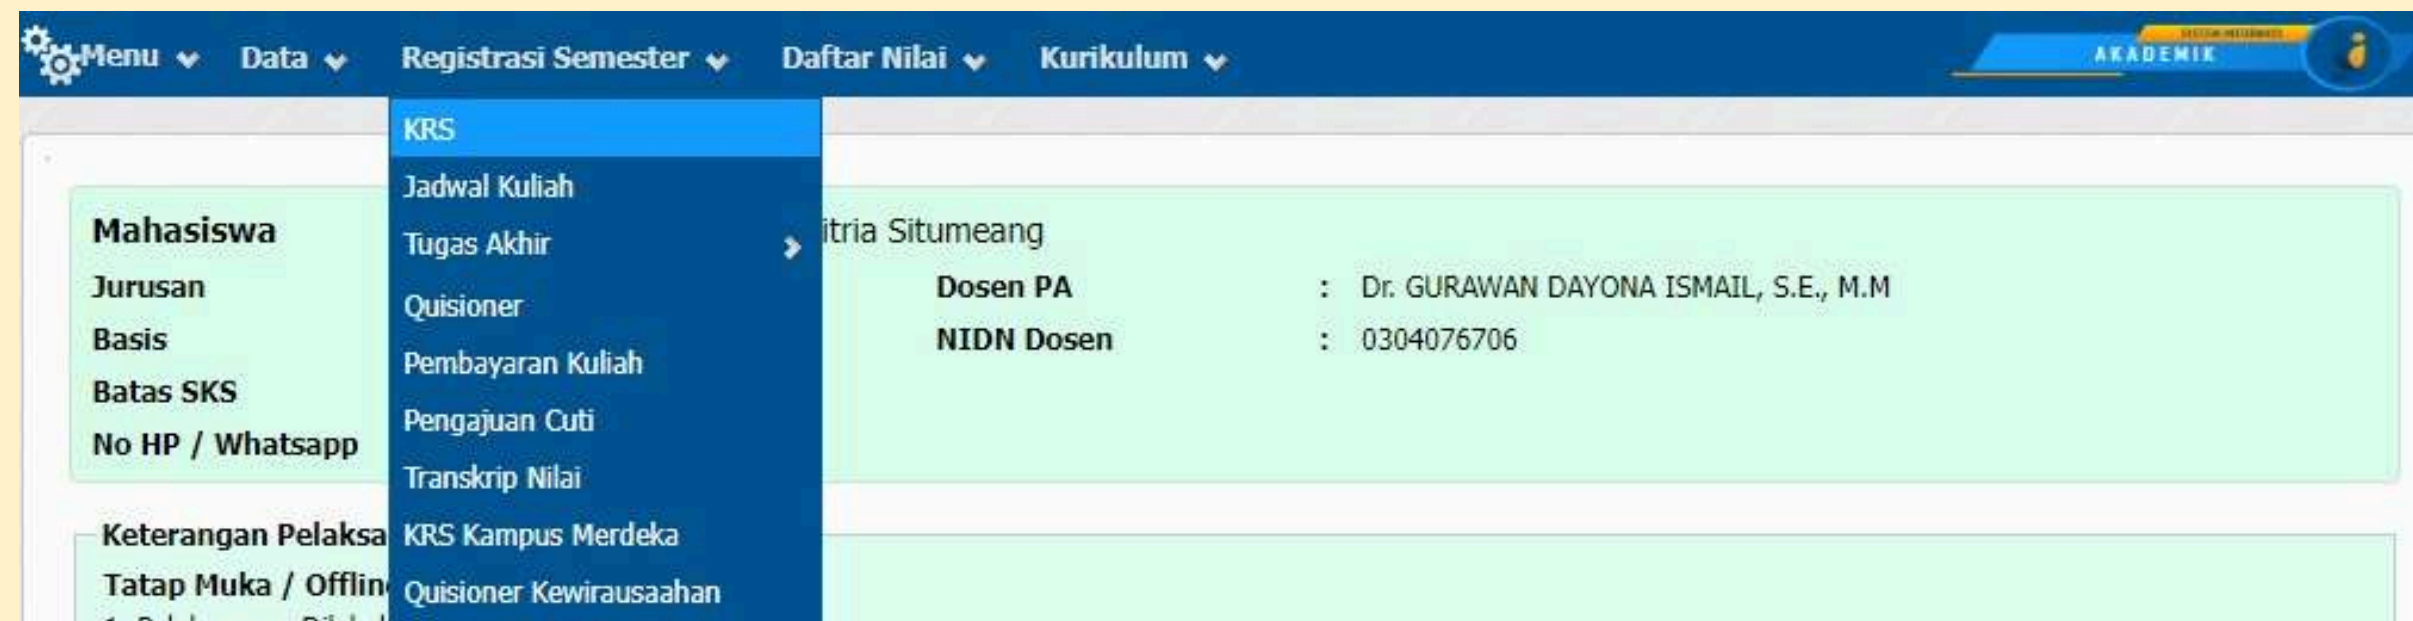 Menu Data Registrasi Semester Daftar Nilai Kurikulum
AKADEMIK
KRS
Jadwal Kuliah
Tugas Akhir
Quisioner
Pembayaran Kuliah
Pengajuan Cuti
Transkrip Nilai
KRS Kampus Merdeka
Quisioner Kewirausaahan
Mahasiswa itria Situmeang
Jurusan Dosen PA : Dr. GURAWAN DAYONA ISMAIL, S.E., M.M
Basis NIDN Dosen : 0304076706
Batas SKS
No HP / Whatsapp
Keterangan Pelaksa
Tatap Muka / Offlin